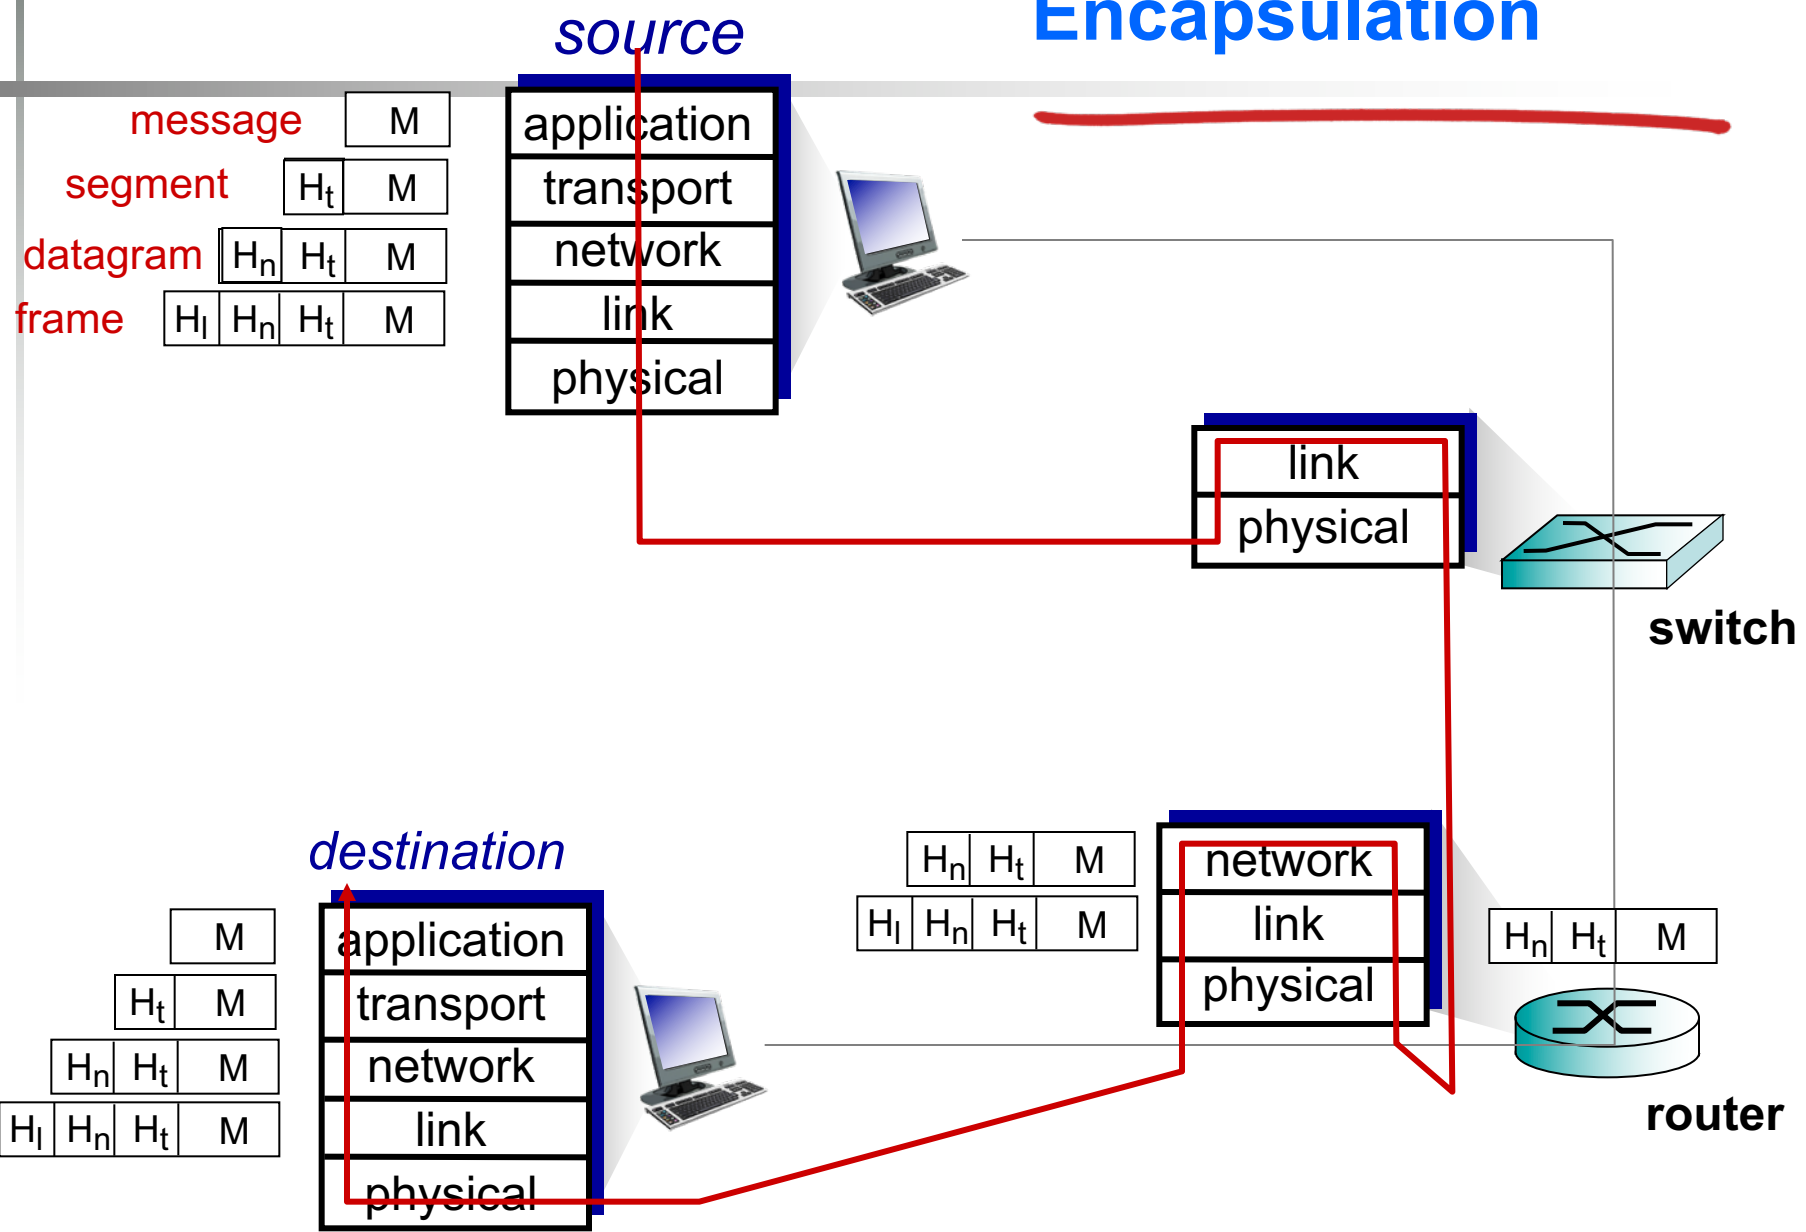 Encapsulation
source
message M
segment Ht M
datagram Hn Ht M
frame Hl Hn Ht M
application
transport
network
link
physical
link
physical
switch
destination
M
Ht M
Hn Ht M
Hl Hn Ht M
application
transport
network
link
physical
Hn Ht M
Hl Hn Ht M
network
link
physical
Hn Ht M
router